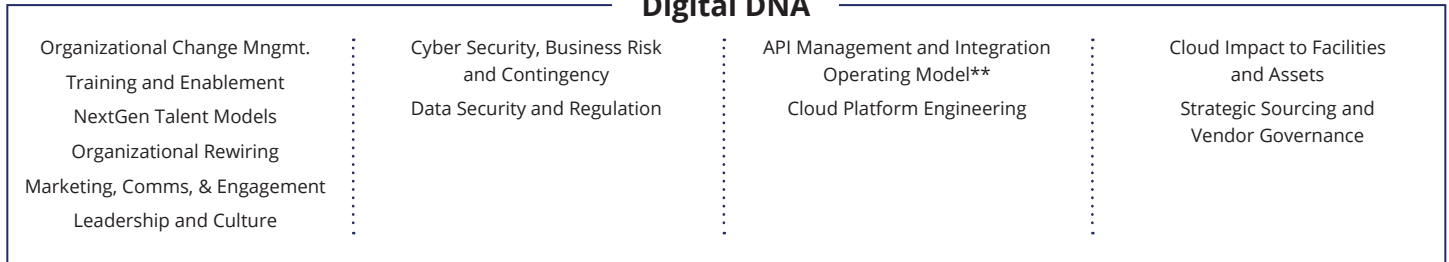 Digital DNA
Organizational Change Mngmt.
Training and Enablement
NextGen Talent Models
Organizational Rewiring
Marketing, Comms, & Engagement
Leadership and Culture
Cyber Security, Business Risk
and Contingency
Data Security and Regulation
API Management and Integration
Operating Model**
Cloud Platform Engineering
Cloud Impact to Facilities
and Assets
Strategic Sourcing and
Vendor Governance